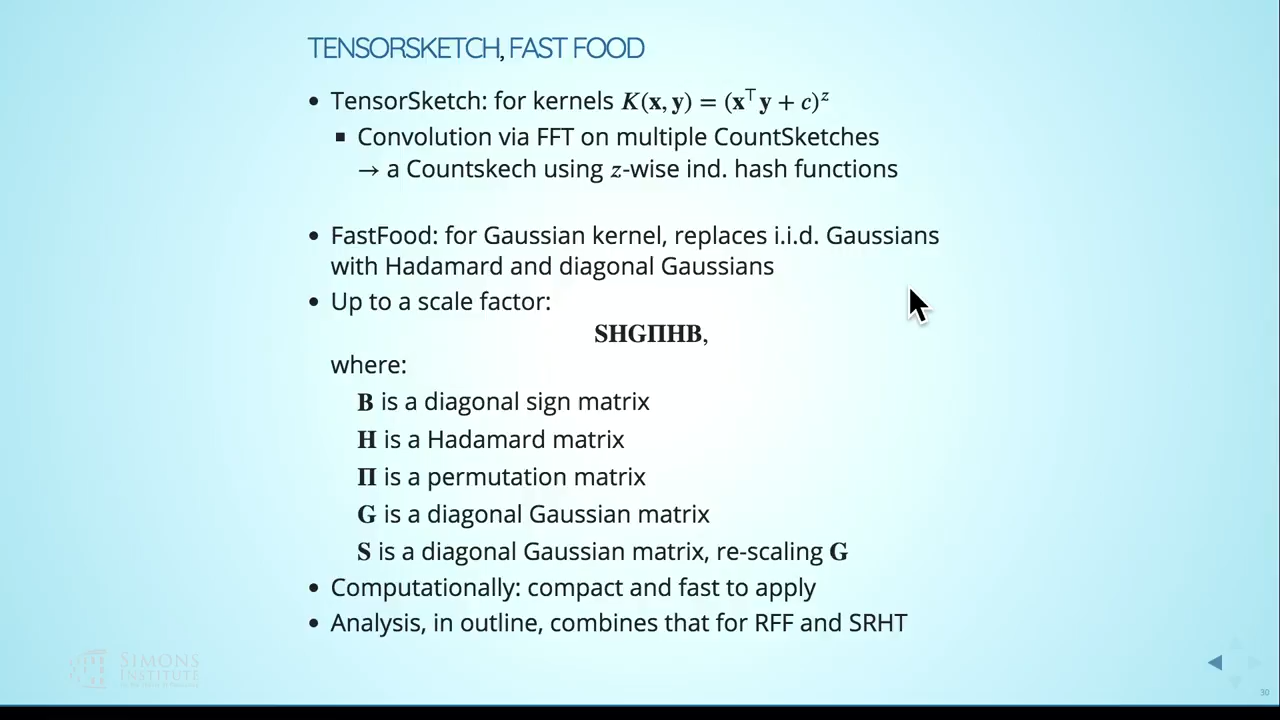 TENSORSKETCH, FAST FOOD
• TensorSketch: for kernels K(x, y) = (x⊤y + c)^z
▪ Convolution via FFT on multiple CountSketches
→ a Countskech using z-wise ind. hash functions
• FastFood: for Gaussian kernel, replaces i.i.d. Gaussians
with Hadamard and diagonal Gaussians
• Up to a scale factor:
SHGΠHB,
where:
B is a diagonal sign matrix
H is a Hadamard matrix
Π is a permutation matrix
G is a diagonal Gaussian matrix
S is a diagonal Gaussian matrix, re-scaling G
• Computationally: compact and fast to apply
• Analysis, in outline, combines that for RFF and SRHT
SIMONS
INSTITUTE
30